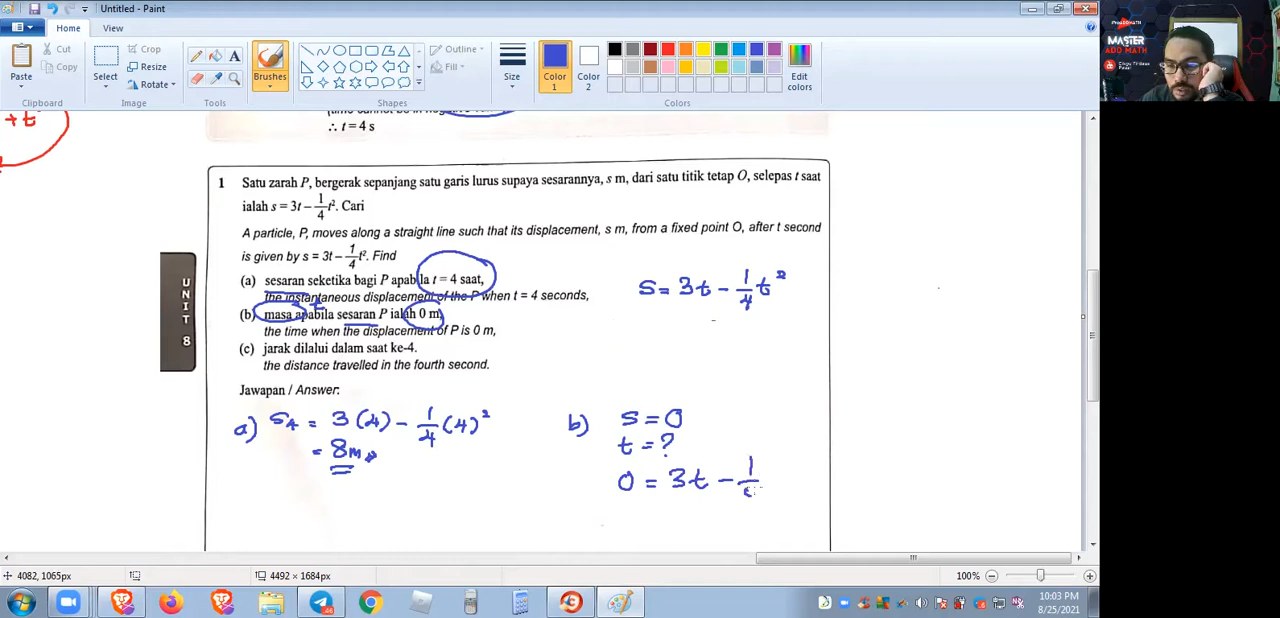 Untitled - Paint
Home
View
Paste
Cut
Copy
Clipboard
Select
Crop
Resize
Rotate
Image
Tools
Brushes
Shapes
Outline
Fill
Size
Color 1
Color 2
Edit colors
Colors
MASTER
ADD MATH
+ t
∴ t = 4 s
1 Satu zarah P, bergerak sepanjang satu garis lurus supaya sesarannya, s m, dari satu titik tetap O, selepas t saat
ialah s = 3t – 1/4 t². Cari
A particle, P, moves along a straight line such that its displacement, s m, from a fixed point O, after t second
is given by s = 3t – 1/4 t². Find
(a) sesaran seketika bagi P apabila t = 4 saat,
the instantaneous displacement of the P when t = 4 seconds,
(b) masa apabila sesaran P ialah 0 m,
the time when the displacement of P is 0 m,
(c) jarak dilalui dalam saat ke-4.
the distance travelled in the fourth second.
Jawapan / Answer:
UNIT 8
s = 3t – 1/4 t²
a) s4 = 3(4) – 1/4 (4)²
= 8m
b) s = 0
t = ?
0 = 3t – 1/
4082, 1065px
4492 × 1684px
100%
10:03 PM
8/25/2021